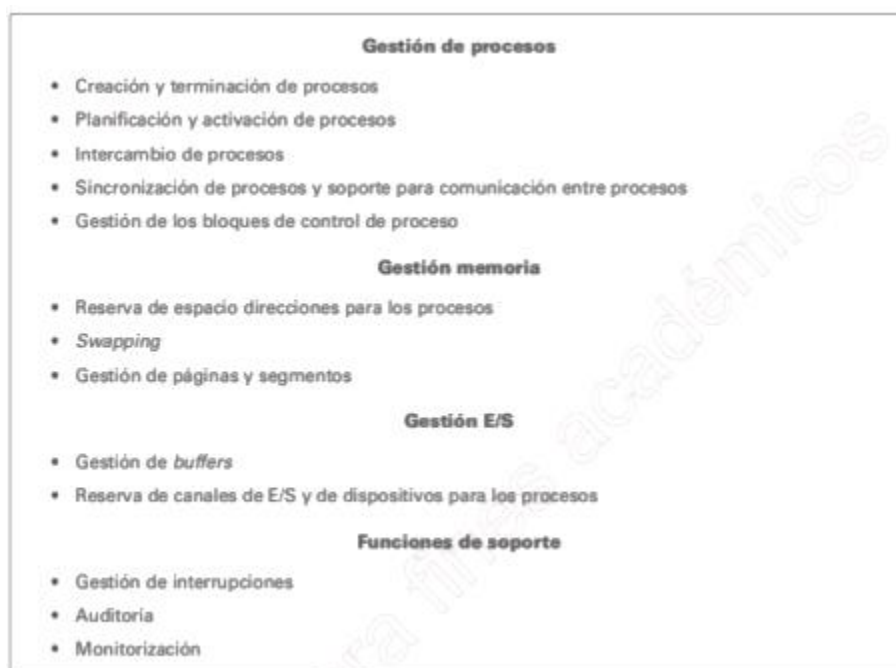 Gestión de procesos
• Creación y terminación de procesos
• Planificación y activación de procesos
• Intercambio de procesos
• Sincronización de procesos y soporte para comunicación entre procesos
• Gestión de los bloques de control de proceso
Gestión memoria
• Reserva de espacio direcciones para los procesos
• Swapping
• Gestión de páginas y segmentos
Gestión E/S
• Gestión de buffers
• Reserva de canales de E/S y de dispositivos para los procesos
Funciones de soporte
• Gestión de interrupciones
• Auditoría
• Monitorización
ra fines académicos